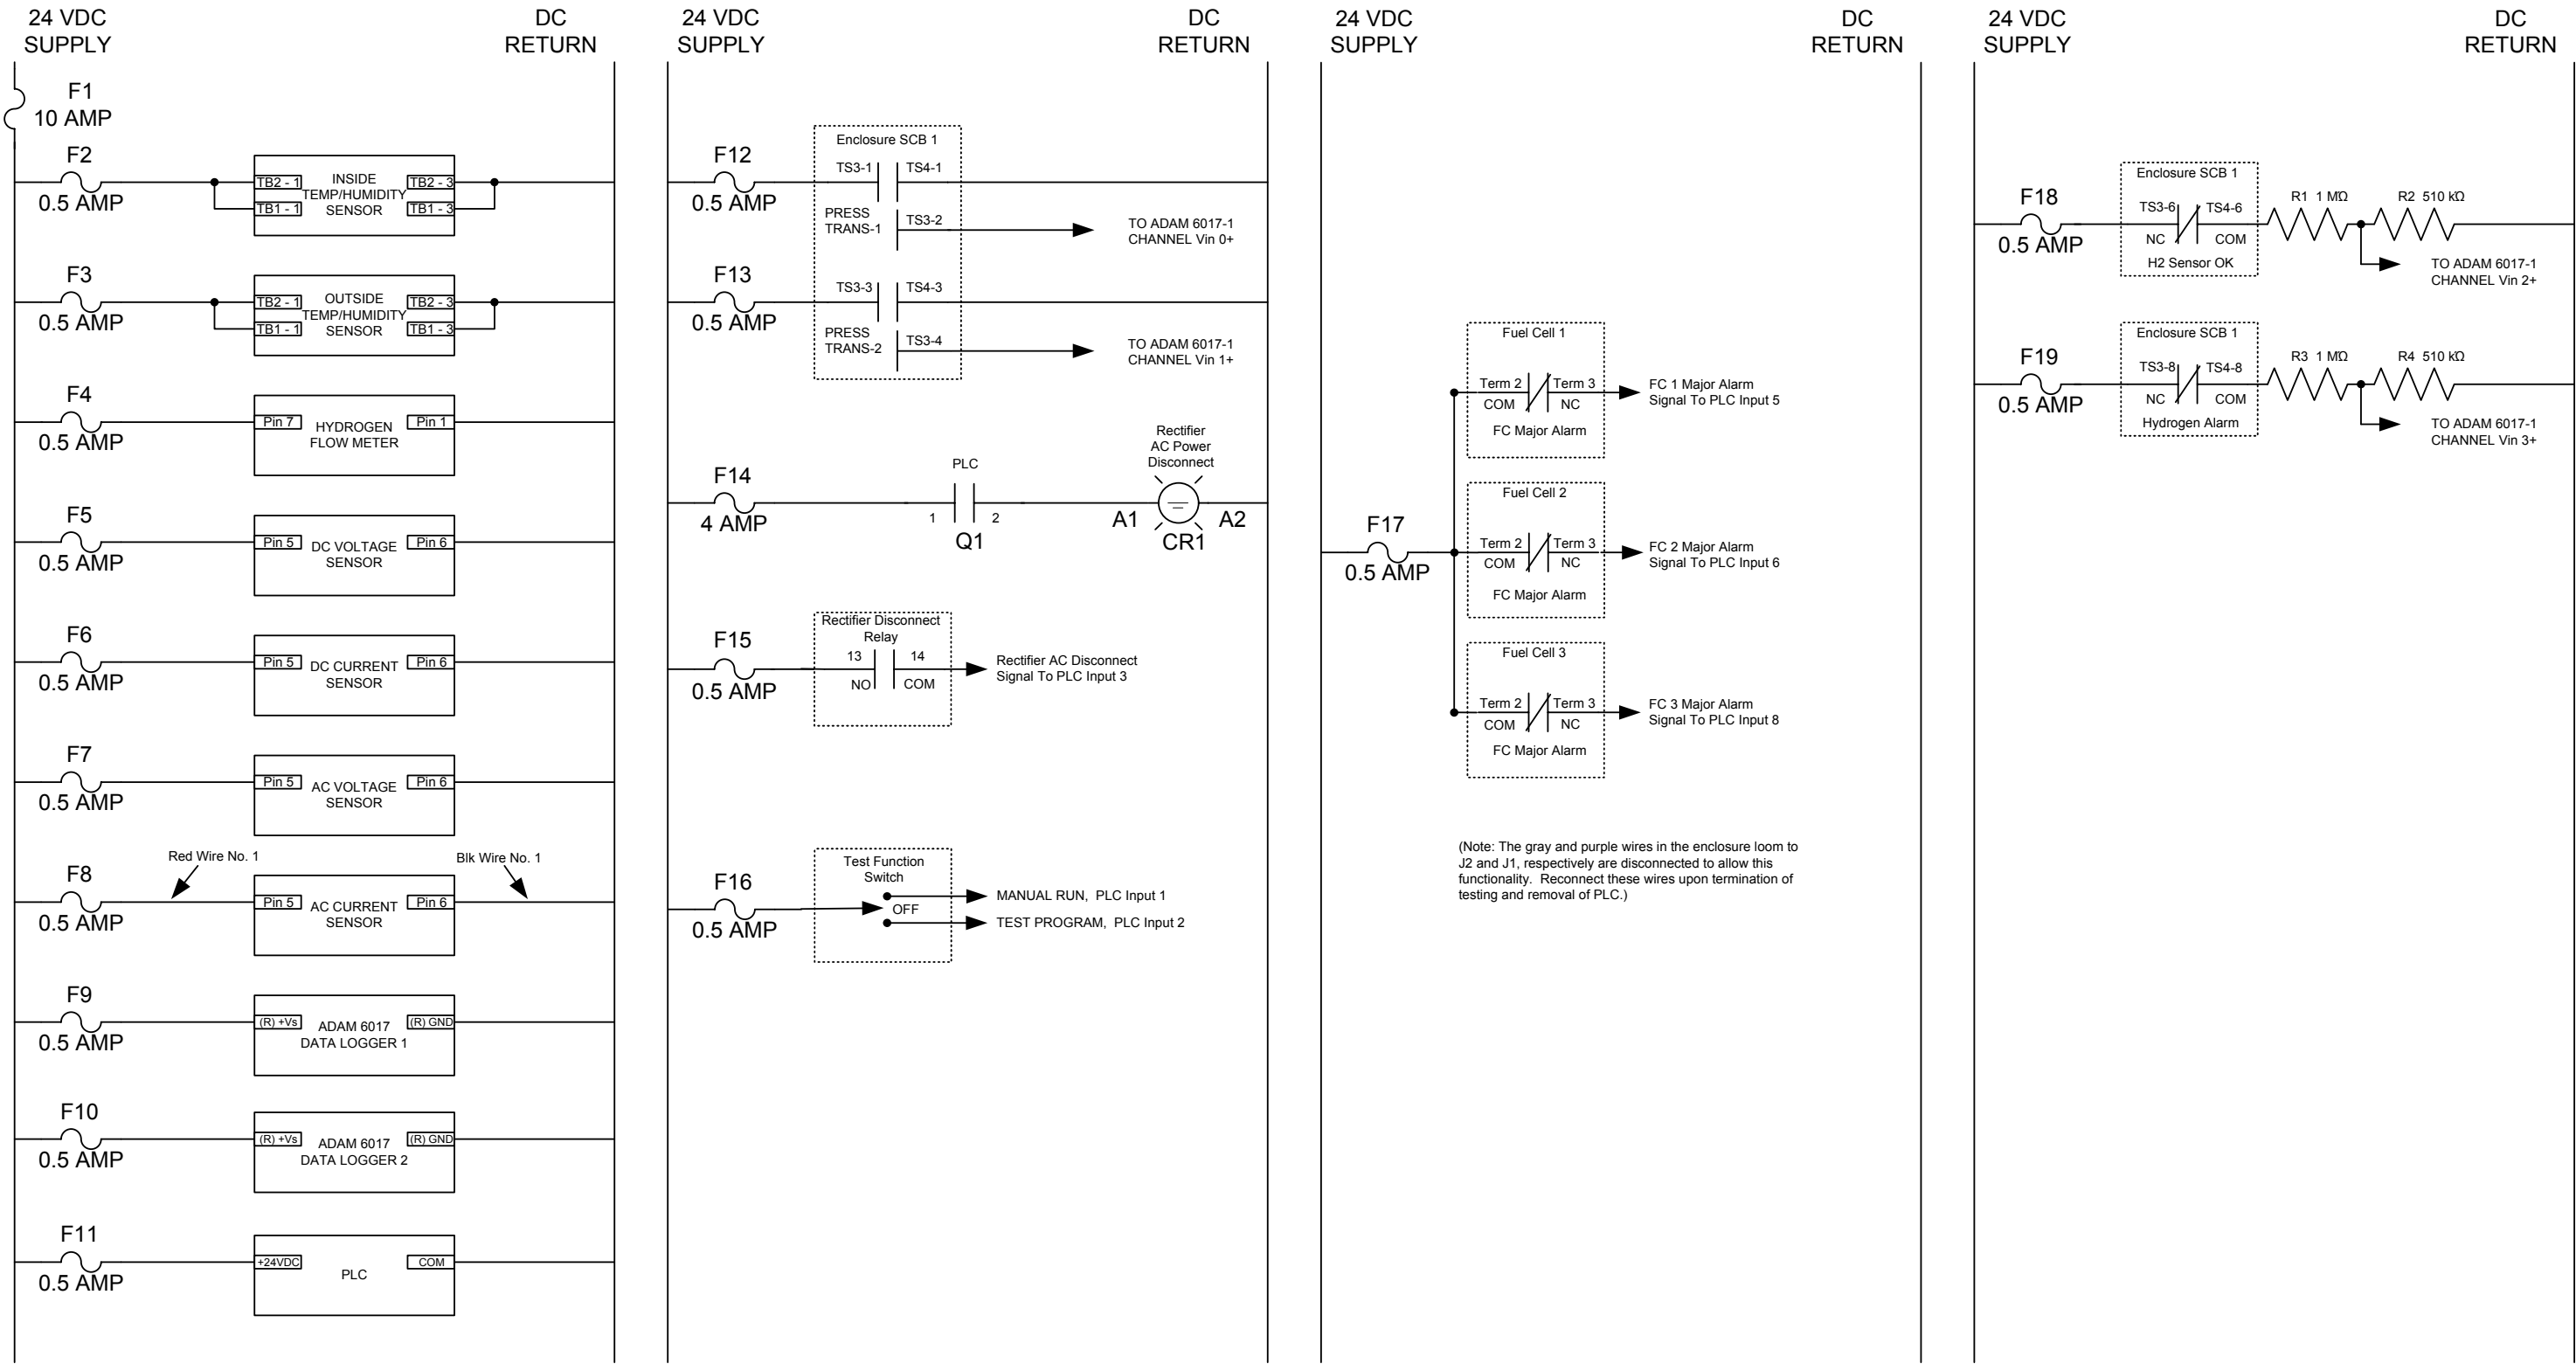 24 VDC
SUPPLY
DC
RETURN
F1
10 AMP
F2
0.5 AMP
TB2 - 1
TB1 - 1
INSIDE
TEMP/HUMIDITY
SENSOR
TB2 - 3
TB1 - 3
F3
0.5 AMP
TB2 - 1
TB1 - 1
OUTSIDE
TEMP/HUMIDITY
SENSOR
TB2 - 3
TB1 - 3
F4
0.5 AMP
Pin 7
HYDROGEN
FLOW METER
Pin 1
F5
0.5 AMP
Pin 5
DC VOLTAGE
SENSOR
Pin 6
F6
0.5 AMP
Pin 5
DC CURRENT
SENSOR
Pin 6
F7
0.5 AMP
Pin 5
AC VOLTAGE
SENSOR
Pin 6
Red Wire No. 1
Blk Wire No. 1
F8
0.5 AMP
Pin 5
AC CURRENT
SENSOR
Pin 6
F9
0.5 AMP
(R) +Vs
ADAM 6017
DATA LOGGER 1
(R) GND
F10
0.5 AMP
(R) +Vs
ADAM 6017
DATA LOGGER 2
(R) GND
F11
0.5 AMP
+24VDC
PLC
COM
24 VDC
SUPPLY
DC
RETURN
Enclosure SCB 1
F12
0.5 AMP
TS3-1
TS4-1
PRESS
TRANS-1
TS3-2
TO ADAM 6017-1
CHANNEL Vin 0+
F13
0.5 AMP
TS3-3
TS4-3
PRESS
TRANS-2
TS3-4
TO ADAM 6017-1
CHANNEL Vin 1+
F14
4 AMP
PLC
1
2
Q1
Rectifier
AC Power
Disconnect
A1
A2
CR1
F15
0.5 AMP
Rectifier Disconnect
Relay
13
14
NO
COM
Rectifier AC Disconnect
Signal To PLC Input 3
F16
0.5 AMP
Test Function
Switch
OFF
MANUAL RUN, PLC Input 1
TEST PROGRAM, PLC Input 2
24 VDC
SUPPLY
DC
RETURN
F17
0.5 AMP
Fuel Cell 1
Term 2
Term 3
COM
NC
FC Major Alarm
FC 1 Major Alarm
Signal To PLC Input 5
Fuel Cell 2
Term 2
Term 3
COM
NC
FC Major Alarm
FC 2 Major Alarm
Signal To PLC Input 6
Fuel Cell 3
Term 2
Term 3
COM
NC
FC Major Alarm
FC 3 Major Alarm
Signal To PLC Input 8
(Note: The gray and purple wires in the enclosure loom to
J2 and J1, respectively are disconnected to allow this
functionality. Reconnect these wires upon termination of
testing and removal of PLC.)
24 VDC
SUPPLY
DC
RETURN
F18
0.5 AMP
Enclosure SCB 1
TS3-6
TS4-6
NC
COM
H2 Sensor OK
R1 1 MΩ
R2 510 kΩ
TO ADAM 6017-1
CHANNEL Vin 2+
F19
0.5 AMP
Enclosure SCB 1
TS3-8
TS4-8
NC
COM
Hydrogen Alarm
R3 1 MΩ
R4 510 kΩ
TO ADAM 6017-1
CHANNEL Vin 3+